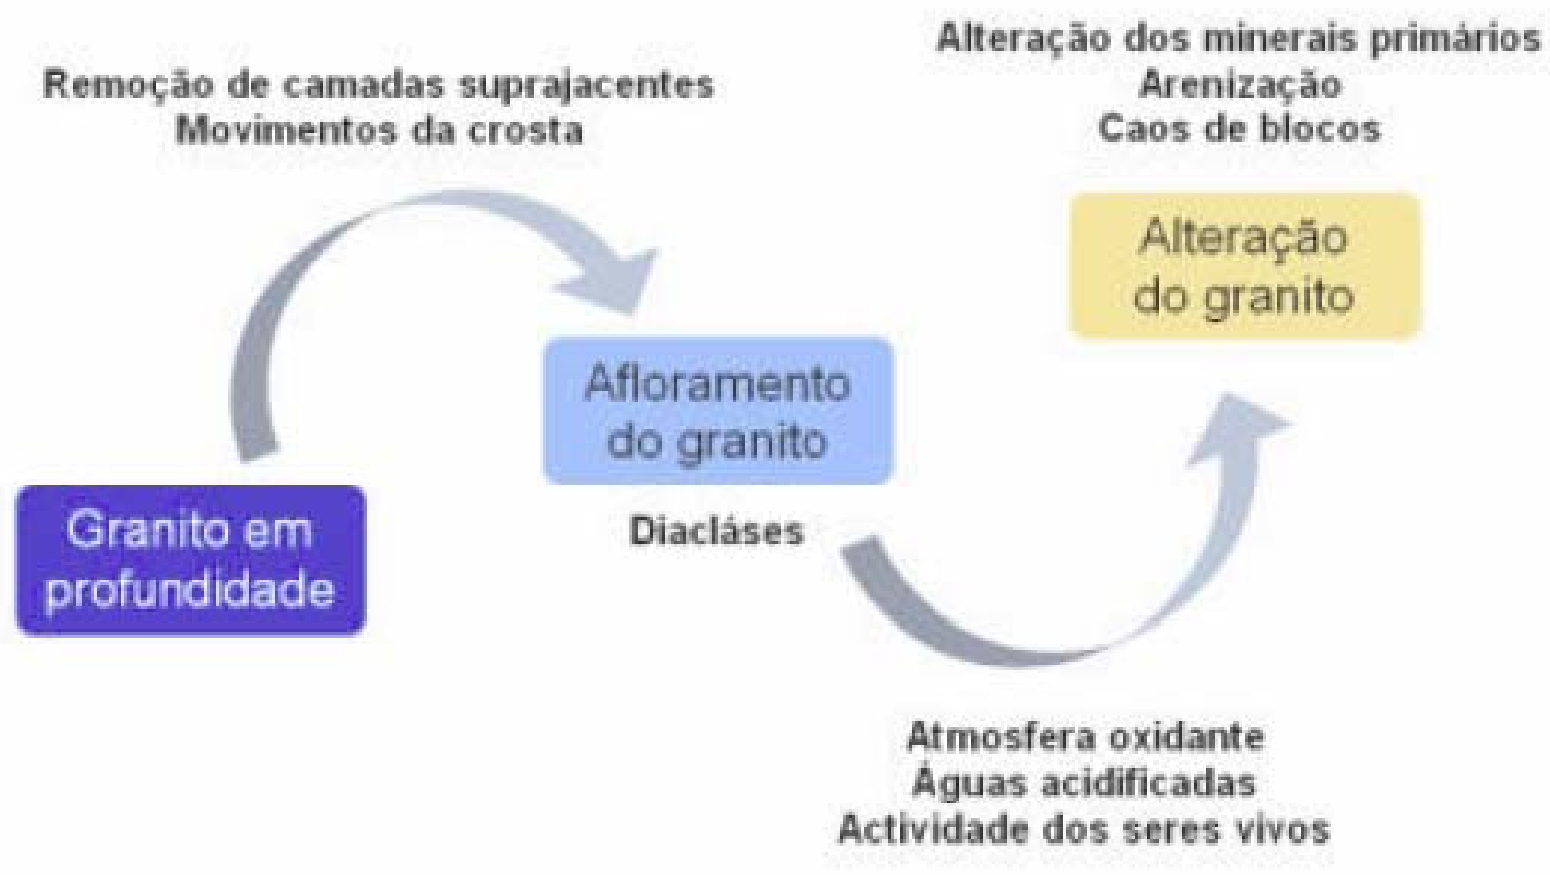 Remoção de camadas suprajacentes
Movimentos da crosta
Granito em
profundidade
Afloramento
do granito
Diacláses
Atmosfera oxidante
Águas acidificadas
Actividade dos seres vivos
Alteração dos minerais primários
Arenização
Caos de blocos
Alteração
do granito